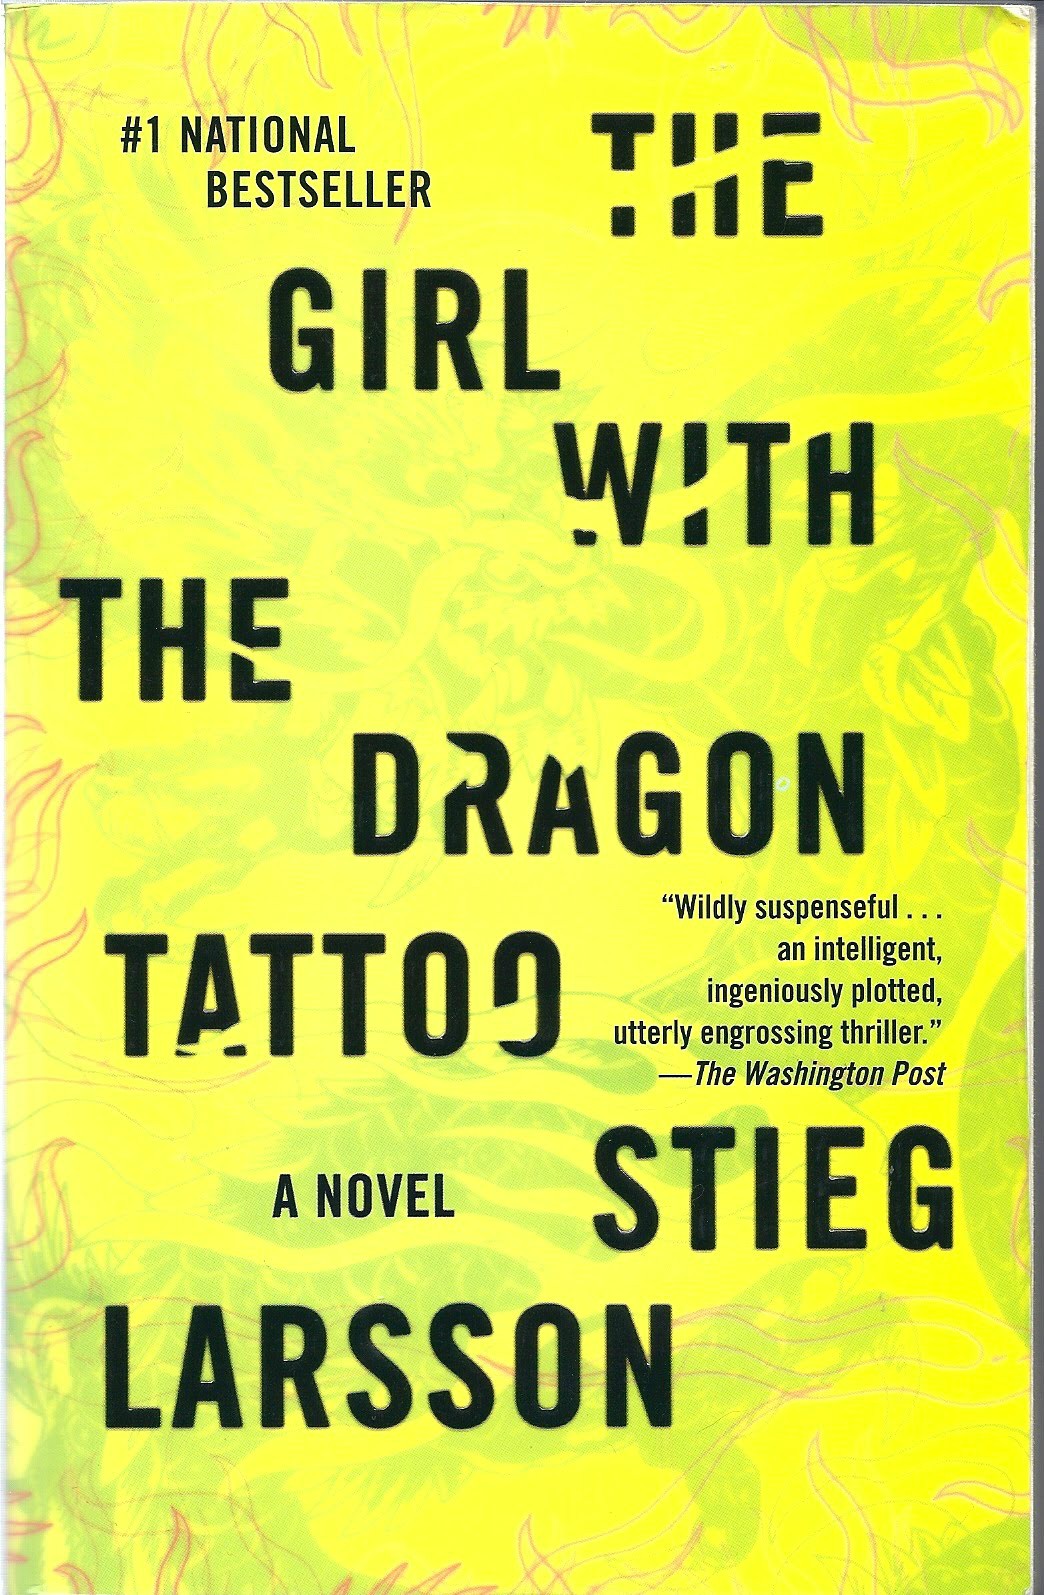 #1 NATIONAL
BESTSELLER
THE
GIRL
WITH
THE
DRAGON
TATTOO
“Wildly suspenseful . . .
an intelligent,
ingeniously plotted,
utterly engrossing thriller.”
—The Washington Post
A NOVEL
STIEG
LARSSON